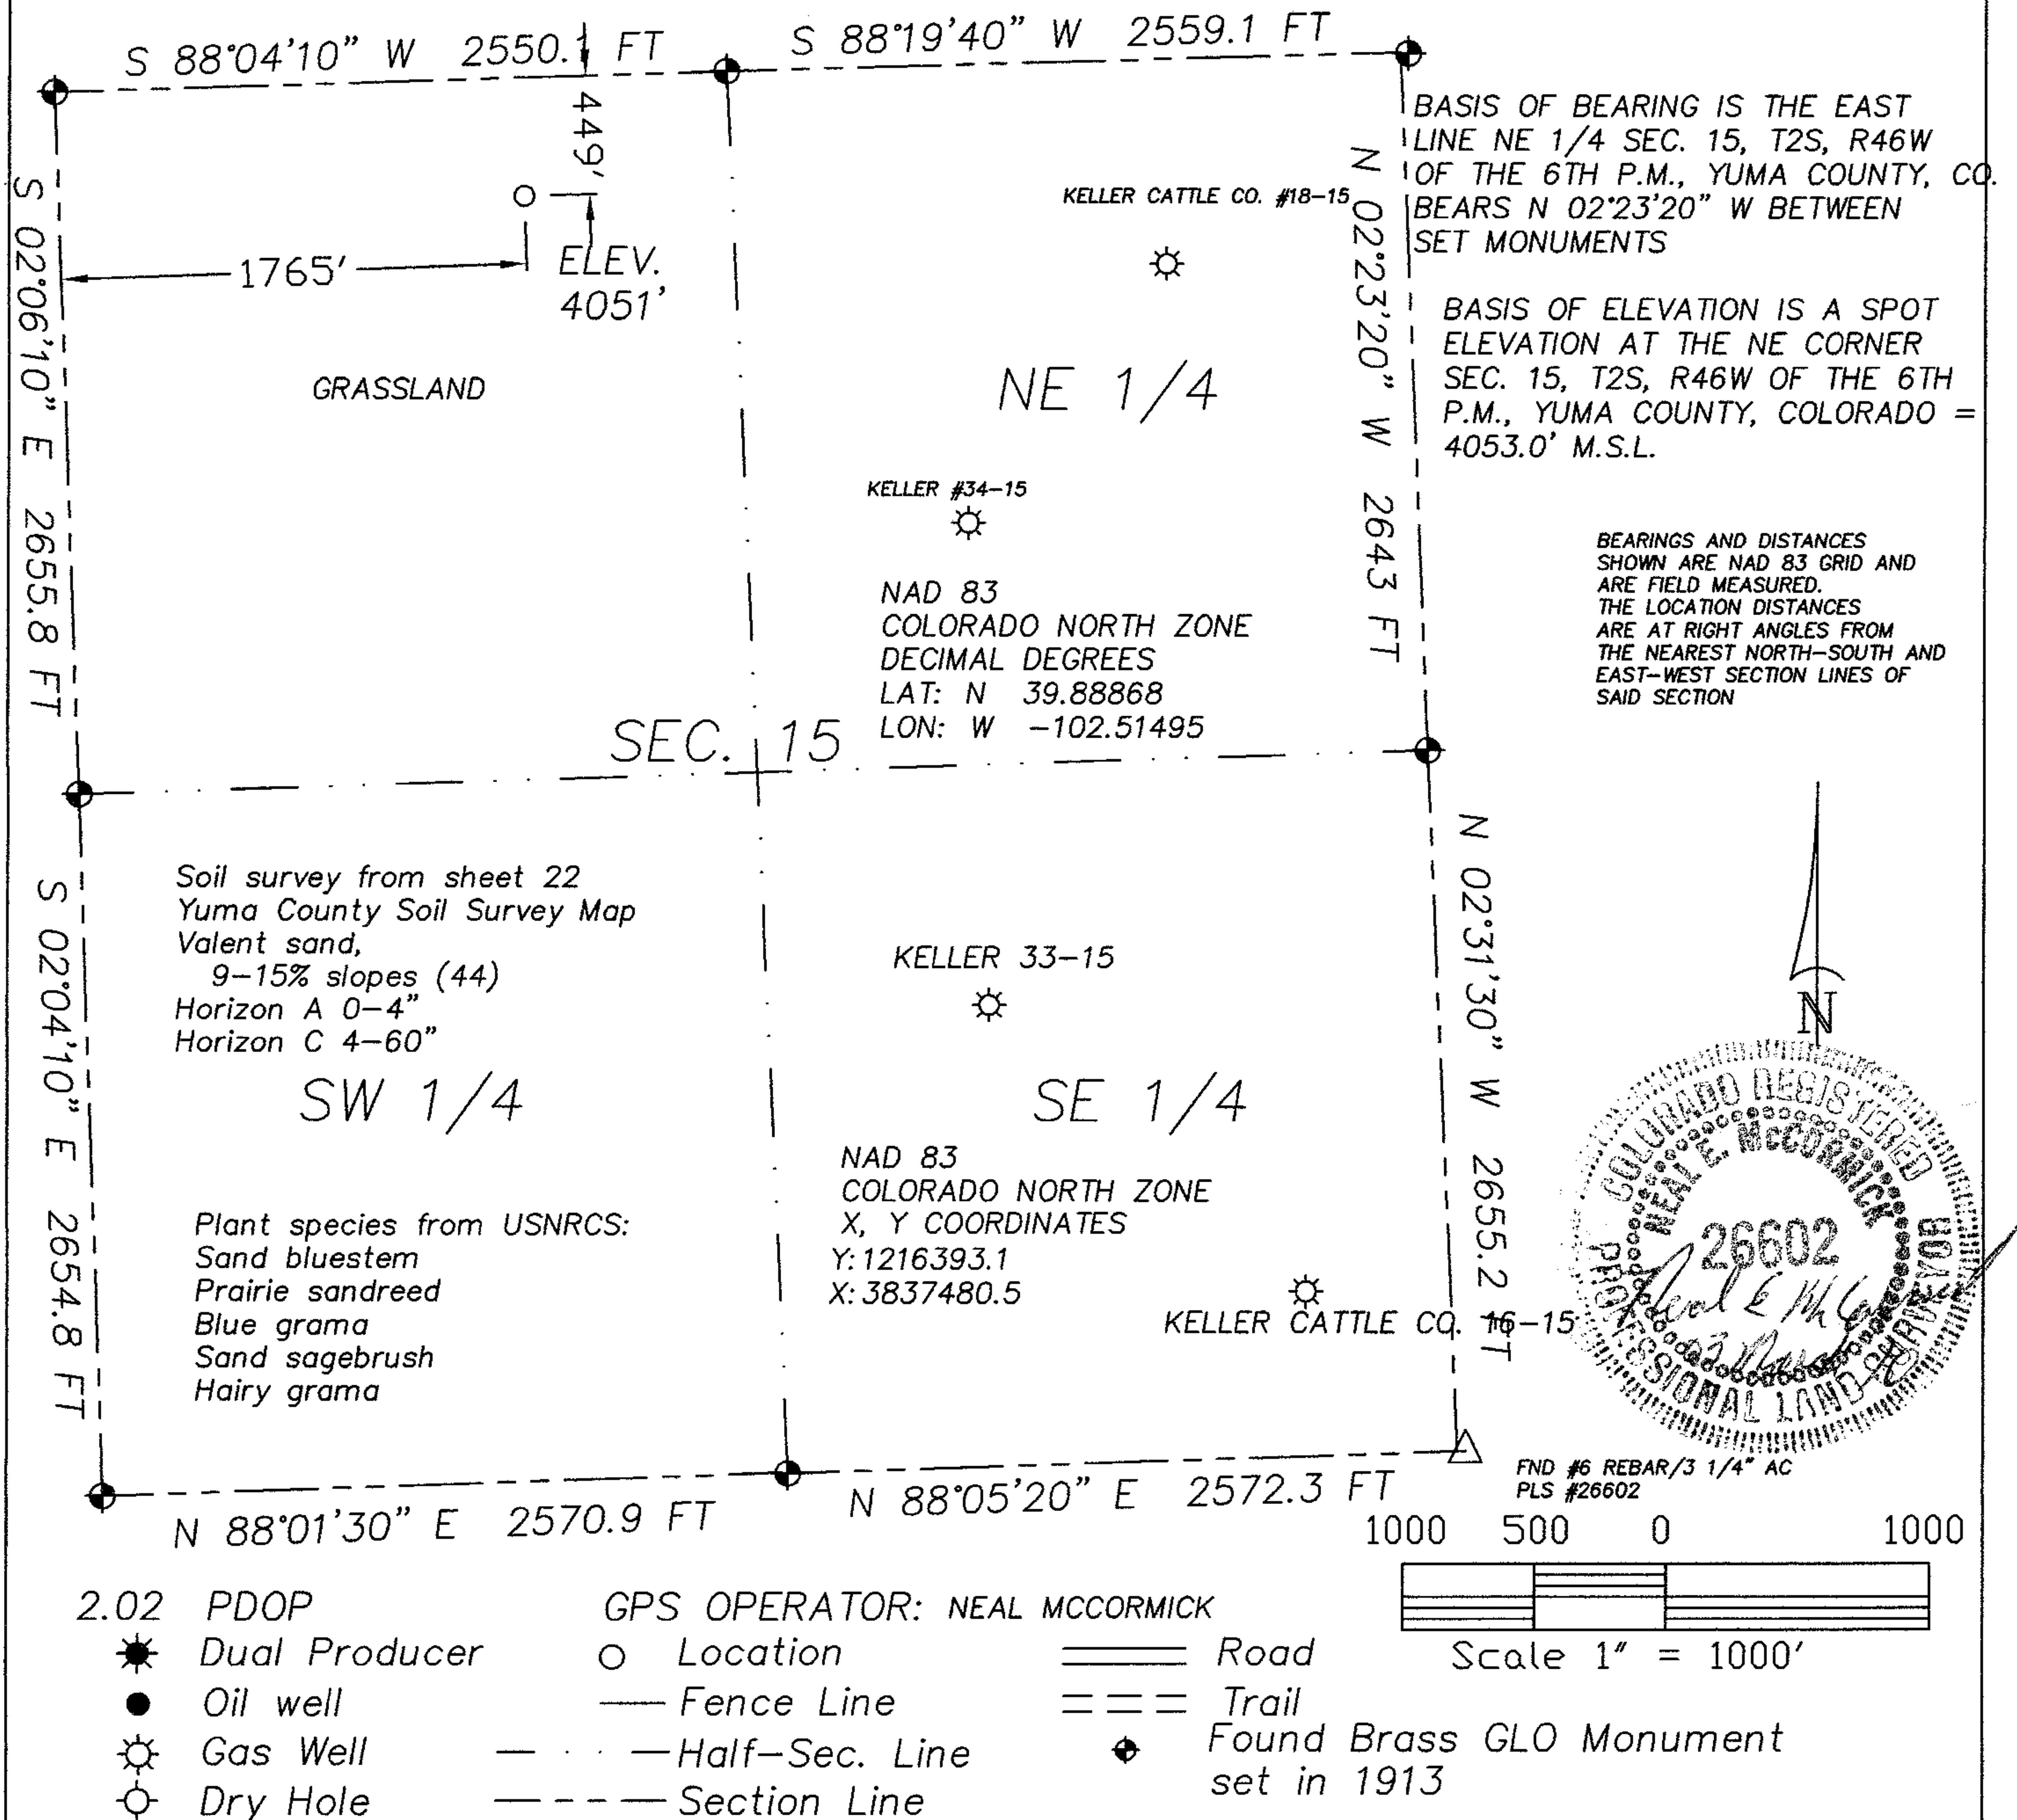 S 88°04'10" W 2550.1 FT
S 88°19'40" W 2559.1 FT
449'
1765'
ELEV.
4051'
GRASSLAND
S 02°06'10" E 2655.8 FT
KELLER CATTLE CO. #18-15
N 02°23'20" W 2643 FT
BASIS OF BEARING IS THE EAST
LINE NE 1/4 SEC. 15, T2S, R46W
OF THE 6TH P.M., YUMA COUNTY, CO.
BEARS N 02°23'20" W BETWEEN
SET MONUMENTS
BASIS OF ELEVATION IS A SPOT
ELEVATION AT THE NE CORNER
SEC. 15, T2S, R46W OF THE 6TH
P.M., YUMA COUNTY, COLORADO =
4053.0' M.S.L.
NE 1/4
KELLER #34-15
NAD 83
COLORADO NORTH ZONE
DECIMAL DEGREES
LAT: N 39.88868
LON: W -102.51495
BEARINGS AND DISTANCES
SHOWN ARE NAD 83 GRID AND
ARE FIELD MEASURED.
THE LOCATION DISTANCES
ARE AT RIGHT ANGLES FROM
THE NEAREST NORTH-SOUTH AND
EAST-WEST SECTION LINES OF
SAID SECTION
SEC. 15
S 02°04'10" E 2654.8 FT
Soil survey from sheet 22
Yuma County Soil Survey Map
Valent sand,
9-15% slopes (44)
Horizon A 0-4"
Horizon C 4-60"
SW 1/4
Plant species from USNRCS:
Sand bluestem
Prairie sandreed
Blue grama
Sand sagebrush
Hairy grama
KELLER 33-15
SE 1/4
NAD 83
COLORADO NORTH ZONE
X, Y COORDINATES
Y: 1216393.1
X: 3837480.5
KELLER CATTLE CO. 16-15
N 02°31'30" W 2655.2 FT
N
COLORADO REGISTERED
NEAL E. McCORMICK
26602
PROFESSIONAL LAND SURVEYOR
FND #6 REBAR/3 1/4" AC
PLS #26602
N 88°01'30" E 2570.9 FT
N 88°05'20" E 2572.3 FT
1000 500 0 1000
Scale 1" = 1000'
2.02 PDOP
GPS OPERATOR: NEAL MCCORMICK
Dual Producer
Location
Road
Oil well
Fence Line
Trail
Gas Well
Half-Sec. Line
Found Brass GLO Monument
set in 1913
Dry Hole
Section Line